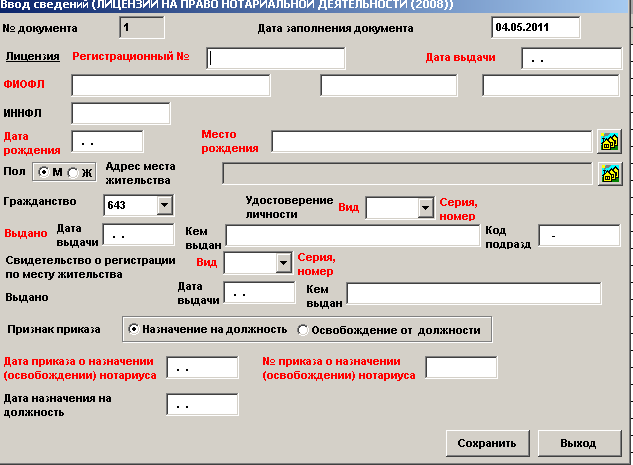 Ввод сведений (ЛИЦЕНЗИИ НА ПРАВО НОТАРИАЛЬНОЙ ДЕЯТЕЛЬНОСТИ (2008))
№ документа 1 Дата заполнения документа 04.05.2011
Лицензия Регистрационный № Дата выдачи . .
ФИОФЛ
ИННФЛ
Дата рождения . . Место рождения
Пол М Ж Адрес места жительства
Гражданство 643 Удостоверение личности Вид Серия, номер
Выдано Дата выдачи . . Кем выдан Код подразд -
Свидетельство о регистрации по месту жительства Вид Серия, номер
Выдано Дата выдачи . . Кем выдан
Признак приказа Назначение на должность Освобождение от должности
Дата приказа о назначении (освобождении) нотариуса . . № приказа о назначении (освобождении) нотариуса
Дата назначения на должность . .
Сохранить Выход